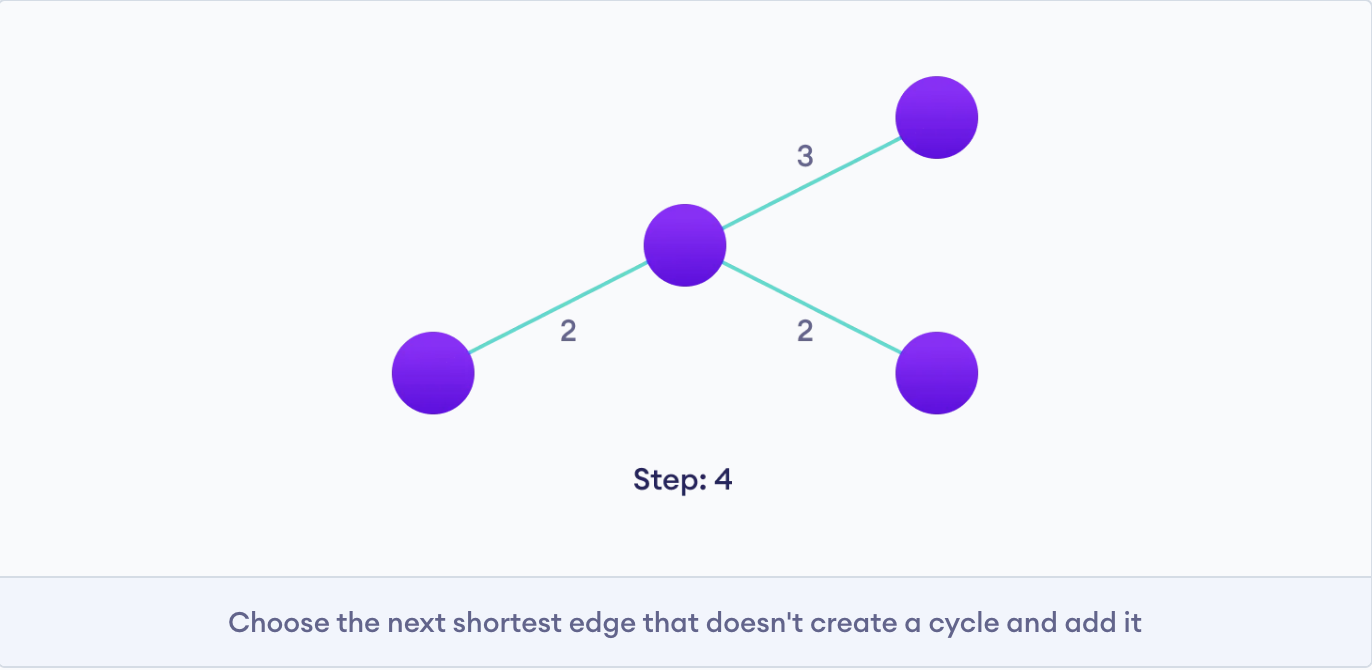 3
2
2
Step: 4
Choose the next shortest edge that doesn't create a cycle and add it